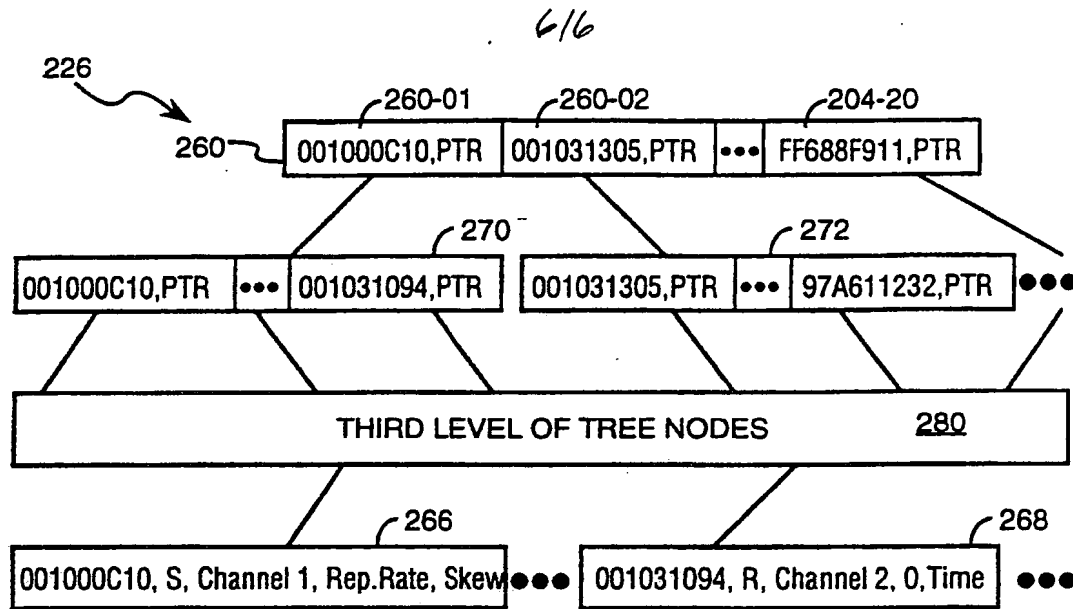 6/6
226
260-01 260-02 204-20
260 001000C10,PTR 001031305,PTR ••• FF688F911,PTR
270 272
001000C10,PTR ••• 001031094,PTR 001031305,PTR ••• 97A611232,PTR •••
THIRD LEVEL OF TREE NODES 280
266 268
001000C10, S, Channel 1, Rep.Rate, Skew ••• 001031094, R, Channel 2, 0,Time •••